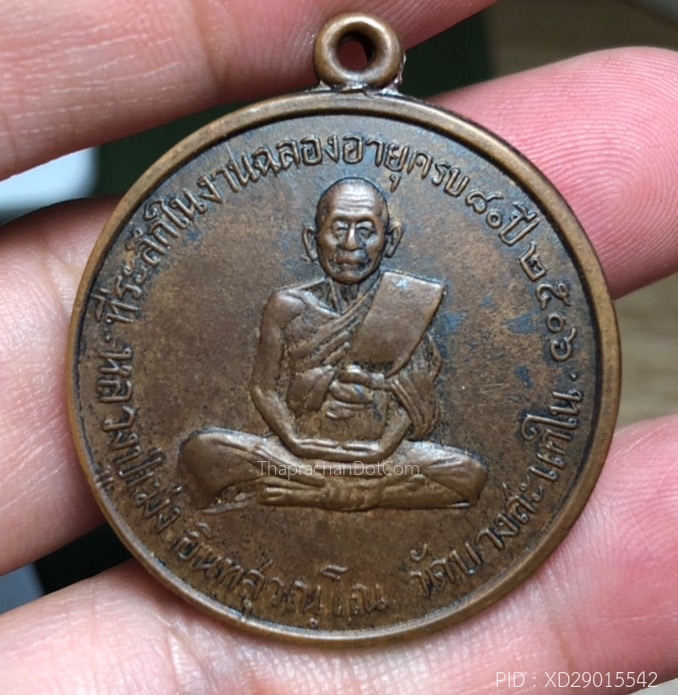 ที่ระลึกในงานฉลองอายุครบ ๘๐ ปี ๒๕๑๖.
หลวงปู่เม่ง อินทสุวณฺโณ วัดบางสะแกใน
ThaprachanDotCom
PID : XD29015542